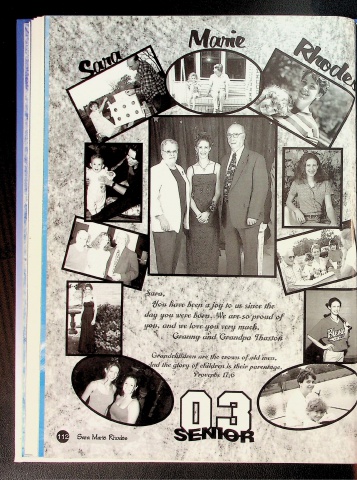 Sara Marie Rhodes
Sara,
You have been a joy to us since the
day you were born. We are so proud of
you, and we love you very much.
Granny and Grandpa Thaxton
Grandchildren are the crown of old men,
And the glory of children is their parentage.
Proverbs 17:6
03
SENIOR
112 Sara Marie Rhodes